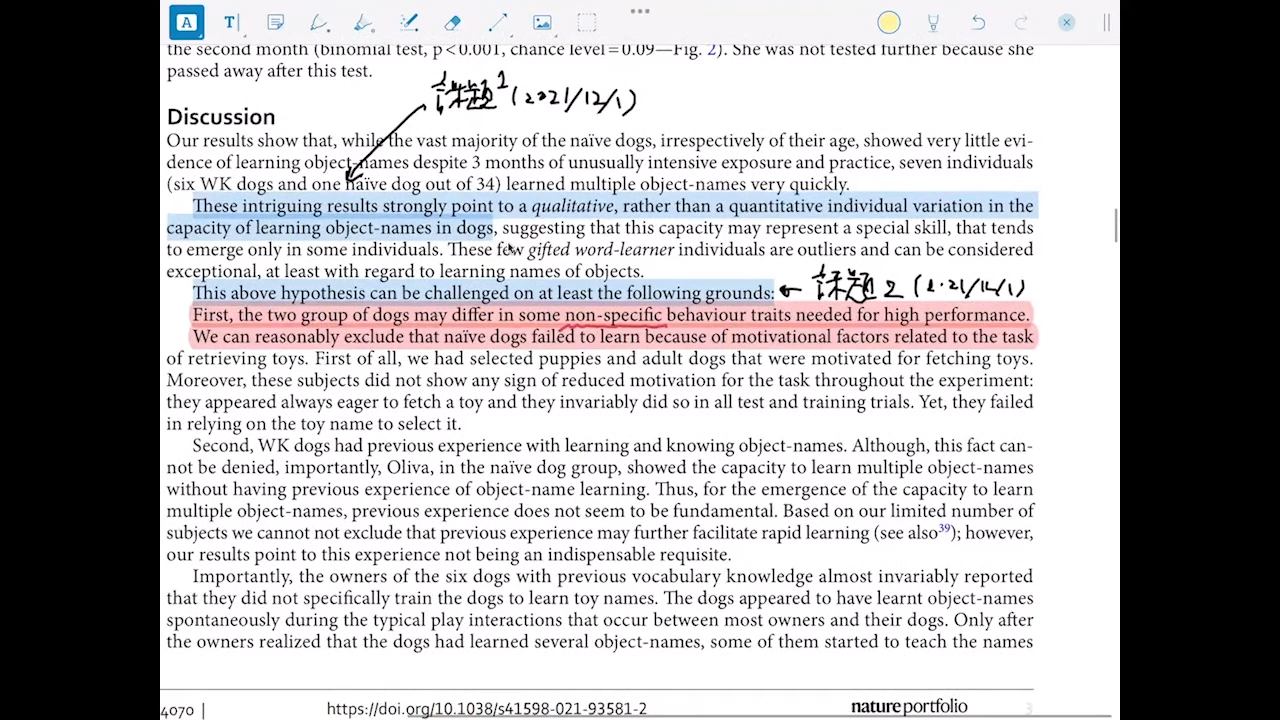 the second month (binomial test, p < 0.001, chance level = 0.09—Fig. 2). She was not tested further because she
passed away after this test.
課題1 (2021/12/1)
Discussion
Our results show that, while the vast majority of the naïve dogs, irrespectively of their age, showed very little evi-
dence of learning object-names despite 3 months of unusually intensive exposure and practice, seven individuals
(six WK dogs and one naïve dog out of 34) learned multiple object-names very quickly.
These intriguing results strongly point to a qualitative, rather than a quantitative individual variation in the
capacity of learning object-names in dogs, suggesting that this capacity may represent a special skill, that tends
to emerge only in some individuals. These few gifted word-learner individuals are outliers and can be considered
exceptional, at least with regard to learning names of objects.
This above hypothesis can be challenged on at least the following grounds: ← 課題2 (2021/12/1)
First, the two group of dogs may differ in some non-specific behaviour traits needed for high performance.
We can reasonably exclude that naïve dogs failed to learn because of motivational factors related to the task
of retrieving toys. First of all, we had selected puppies and adult dogs that were motivated for fetching toys.
Moreover, these subjects did not show any sign of reduced motivation for the task throughout the experiment:
they appeared always eager to fetch a toy and they invariably did so in all test and training trials. Yet, they failed
in relying on the toy name to select it.
Second, WK dogs had previous experience with learning and knowing object-names. Although, this fact can-
not be denied, importantly, Oliva, in the naïve dog group, showed the capacity to learn multiple object-names
without having previous experience of object-name learning. Thus, for the emergence of the capacity to learn
multiple object-names, previous experience does not seem to be fundamental. Based on our limited number of
subjects we cannot not exclude that previous experience may further facilitate rapid learning (see also39); however,
our results point to this experience not being an indispensable requisite.
Importantly, the owners of the six dogs with previous vocabulary knowledge almost invariably reported
that they did not specifically train the dogs to learn toy names. The dogs appeared to have learnt object-names
spontaneously during the typical play interactions that occur between most owners and their dogs. Only after
the owners realized that the dogs had learned several object-names, some of them started to teach the names
4070 | https://doi.org/10.1038/s41598-021-93581-2 nature portfolio 3